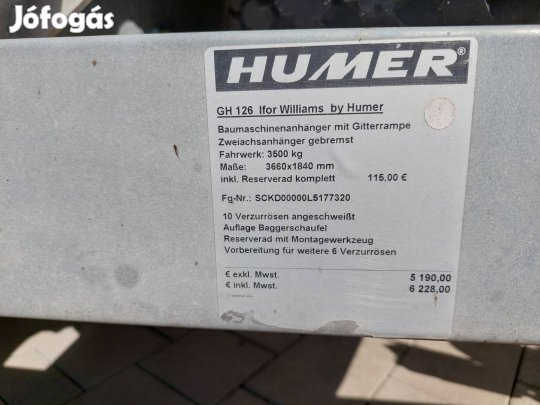 Jófogás
HUMER®
GH 126 Ifor Williams by Humer
Baumaschinenanhänger mit Gitterrampe
Zweiachsanhänger gebremst
Fahrwerk: 3500 kg
Maße: 3660x1840 mm
inkl. Reserverad komplett 115,00 €
Fg-Nr.: SCKD00000L5177320
10 Verzurrösen angeschweißt
Auflage Baggerschaufel
Reserverad mit Montagewerkzeug
Vorbereitung für weitere 6 Verzurrösen
€ exkl. Mwst. 5 190,00
€ inkl. Mwst. 6 228,00